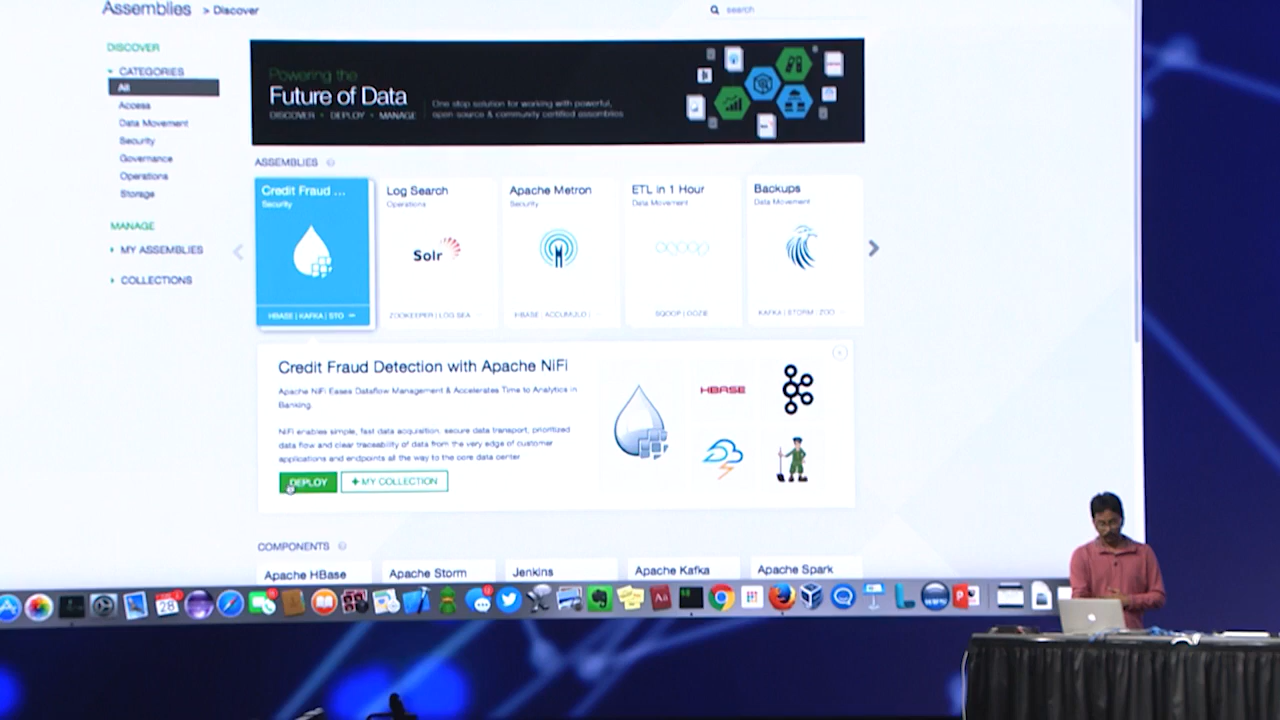 Assemblies > Discover
search
DISCOVER
CATEGORIES
All
Access
Data Movement
Security
Governance
Operations
Storage
MANAGE
MY ASSEMBLIES
COLLECTIONS
Powering the
Future of Data
DISCOVER • DEPLOY • MANAGE
One stop solution for working with powerful,
open source & community certified assemblies
ASSEMBLIES
Credit Fraud ...
Security
HBASE | KAFKA | STO
Log Search
Operations
Solr
ZOOKEEPER | LOG SEA
Apache Metron
Security
HBASE | ACCUMULO |
ETL in 1 Hour
Data Movement
SQOOP | OOZIE
Backups
Data Movement
KAFKA | STORM | ZOO
Credit Fraud Detection with Apache NiFi
Apache NiFi Eases Dataflow Management & Accelerates Time to Analytics in
Banking.
NiFi enables simple, fast data acquisition, secure data transport, prioritized
data flow and clear traceability of data from the very edge of customer
applications and endpoints all the way to the core data center
DEPLOY
+ MY COLLECTION
HBASE
COMPONENTS
Apache HBase
Apache Storm
Jenkins
Apache Kafka
Apache Spark
28
Aa